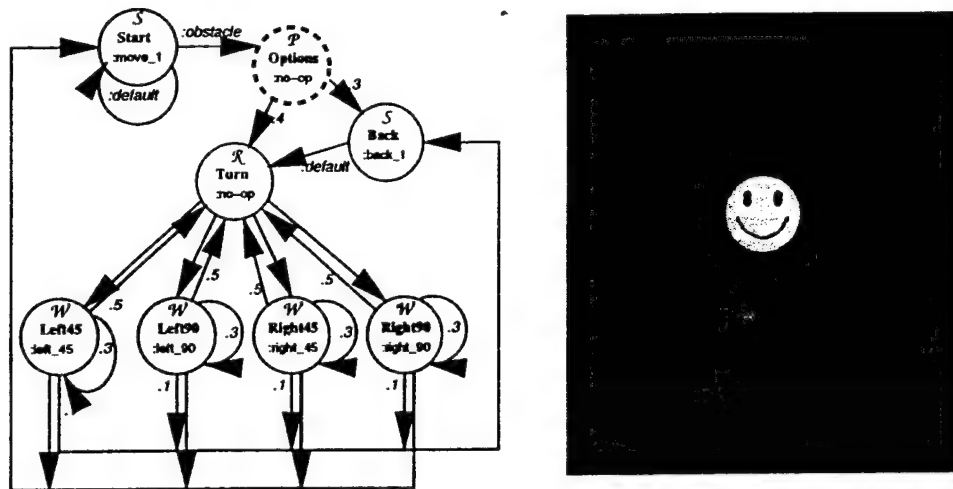 S
Start
:move_1
:default
:obstacle
P
Options
:no-op
.4
.3
S
Back
:back_1
:default
R
Turn
:no-op
.5
.5
.5
.5
W
Left45
:left_45
.3
W
Left90
:left_90
.3
W
Right45
:right_45
.3
W
Right90
:right_90
.3
.1
.1
.1